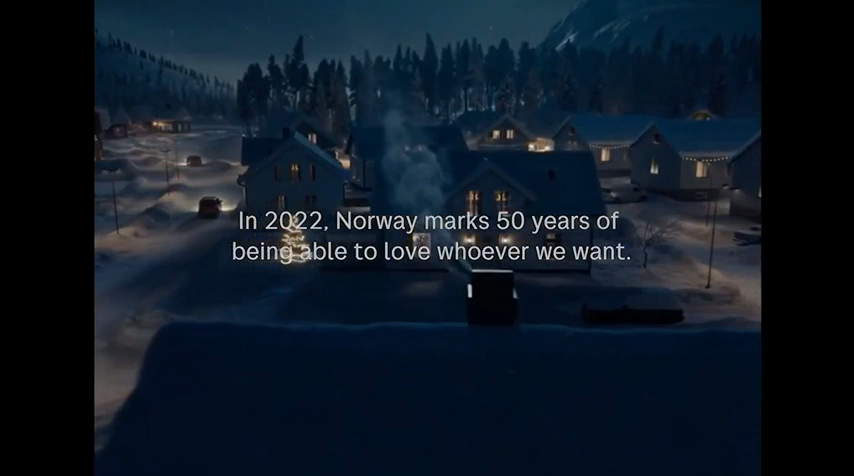 In 2022, Norway marks 50 years of
being able to love whoever we want.